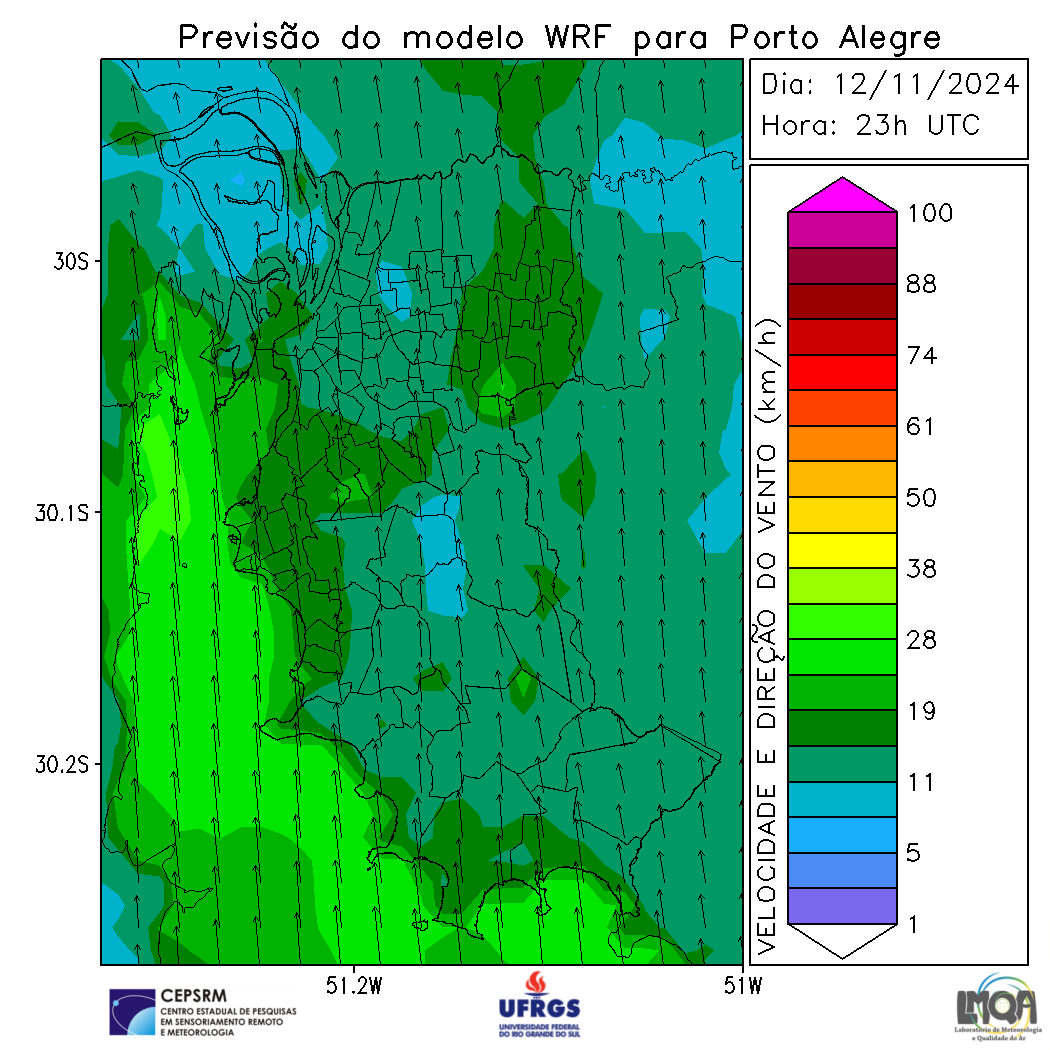 Previsão do modelo WRF para Porto Alegre
Dia: 12/11/2024
Hora: 23h UTC
30S
30.1S
30.2S
51.2W
51W
VELOCIDADE E DIREÇÃO DO VENTO (km/h)
100
88
74
61
50
38
28
19
11
5
1
CEPSRM
CENTRO ESTADUAL DE PESQUISAS
EM SENSORIAMENTO REMOTO
E METEOROLOGIA
UFRGS
UNIVERSIDADE FEDERAL
DO RIO GRANDE DO SUL
LMQA
Laboratório de Meteorologia
e Qualidade do Ar